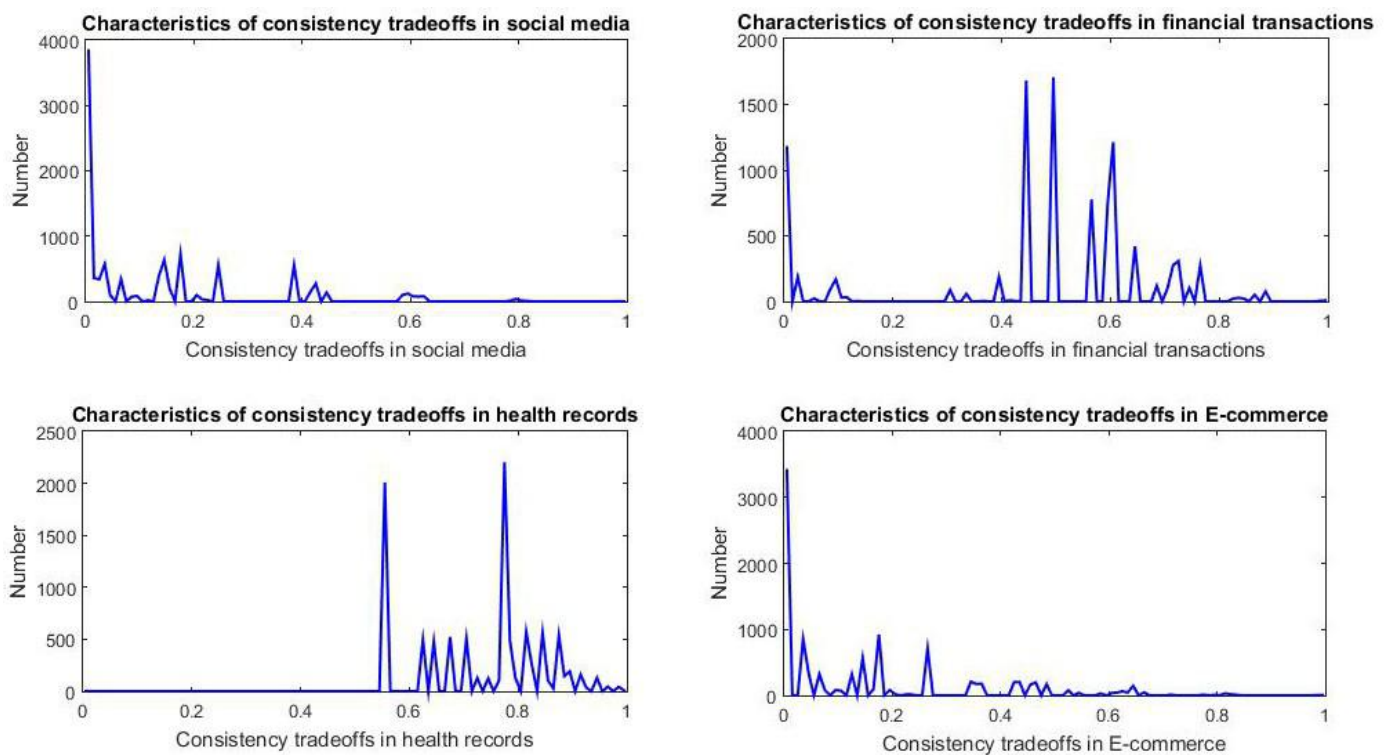 Characteristics of consistency tradeoffs in social media
4000
3000
2000
1000
0
Number
0 0.2 0.4 0.6 0.8 1
Consistency tradeoffs in social media
Characteristics of consistency tradeoffs in financial transactions
2000
1500
1000
500
0
Number
0 0.2 0.4 0.6 0.8 1
Consistency tradeoffs in financial transactions
Characteristics of consistency tradeoffs in health records
2500
2000
1500
1000
500
0
Number
0 0.2 0.4 0.6 0.8 1
Consistency tradeoffs in health records
Characteristics of consistency tradeoffs in E-commerce
4000
3000
2000
1000
0
Number
0 0.2 0.4 0.6 0.8 1
Consistency tradeoffs in E-commerce